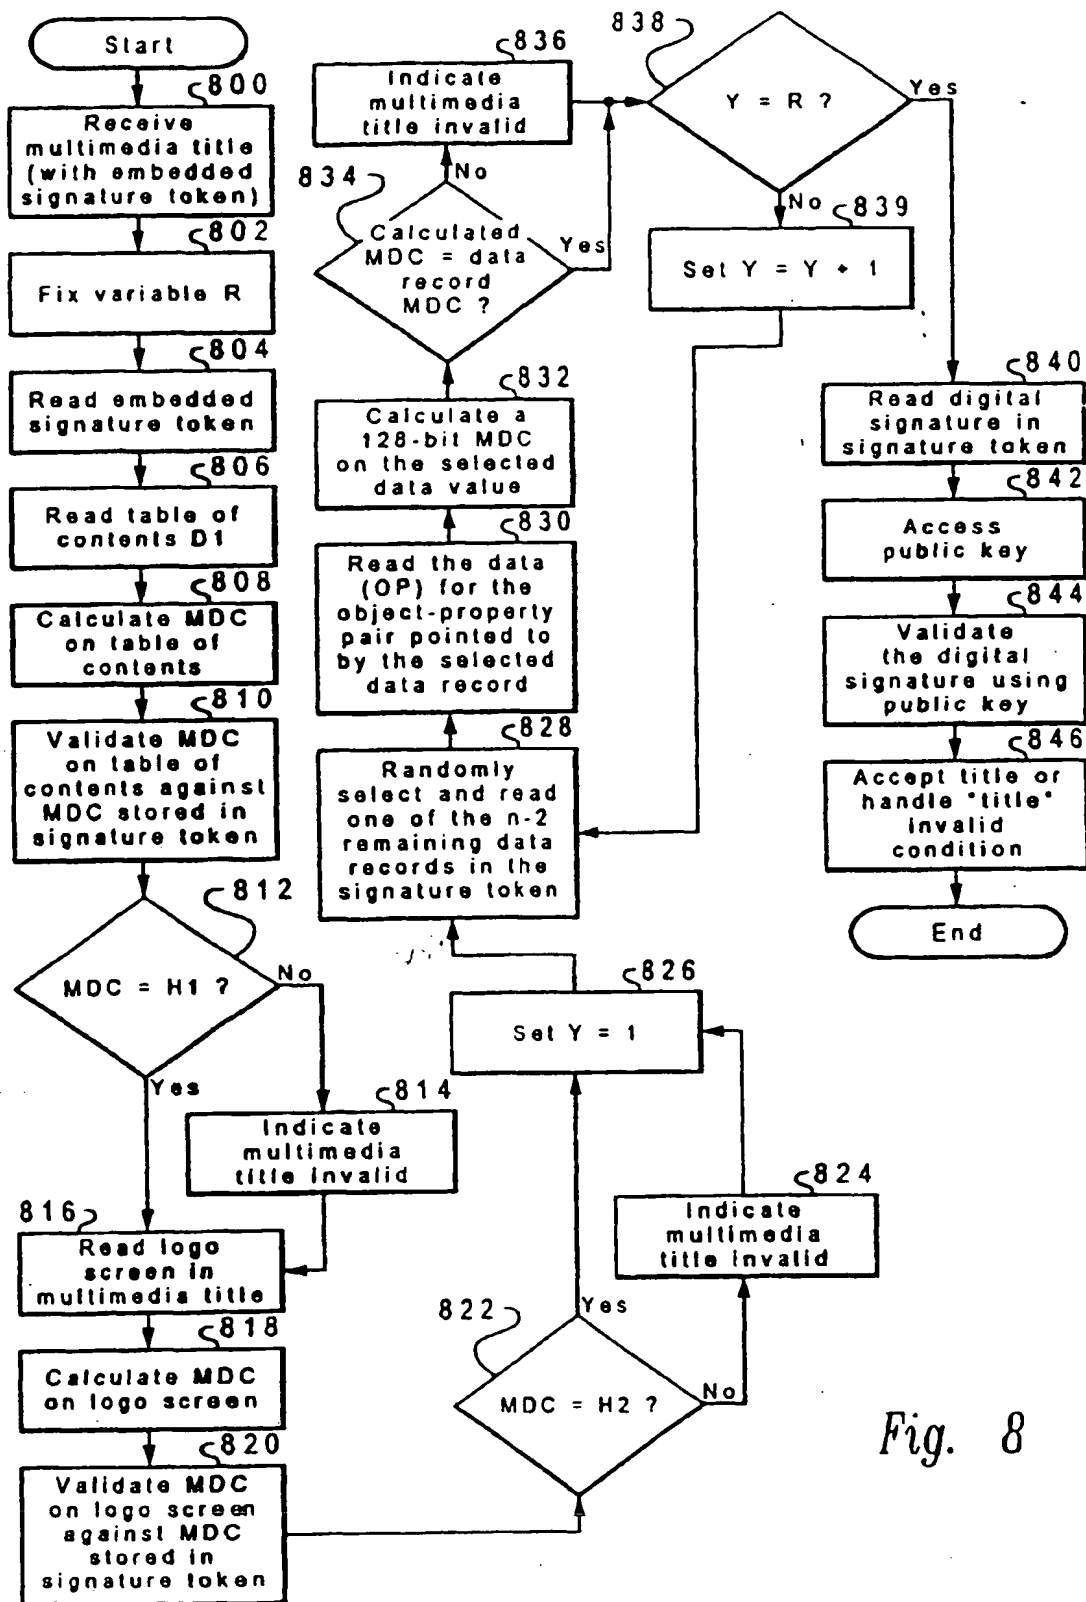 Start
800
Receive
multimedia title
(with embedded
signature token)
802
Fix variable R
804
Read embedded
signature token
806
Read table of
contents D1
808
Calculate MDC
on table of
contents
810
Validate MDC
on table of
contents against
MDC stored in
signature token
812
MDC = H1 ?
No
Yes
814
Indicate
multimedia
title invalid
816
Read logo
screen in
multimedia title
818
Calculate MDC
on logo screen
820
Validate MDC
on logo screen
against MDC
stored in
signature token
822
MDC = H2 ?
No
Yes
824
Indicate
multimedia
title invalid
826
Set Y = 1
828
Randomly
select and read
one of the n-2
remaining data
records in the
signature token
830
Read the data
(OP) for the
object-property
pair pointed to
by the selected
data record
832
Calculate a
128-bit MDC
on the selected
data value
834
Calculated
MDC = data
record
MDC ?
No
Yes
836
Indicate
multimedia
title invalid
838
Y = R ?
Yes
No
839
Set Y = Y + 1
840
Read digital
signature in
signature token
842
Access
public key
844
Validate
the digital
signature using
public key
846
Accept title or
handle "title"
invalid
condition
End
Fig. 8